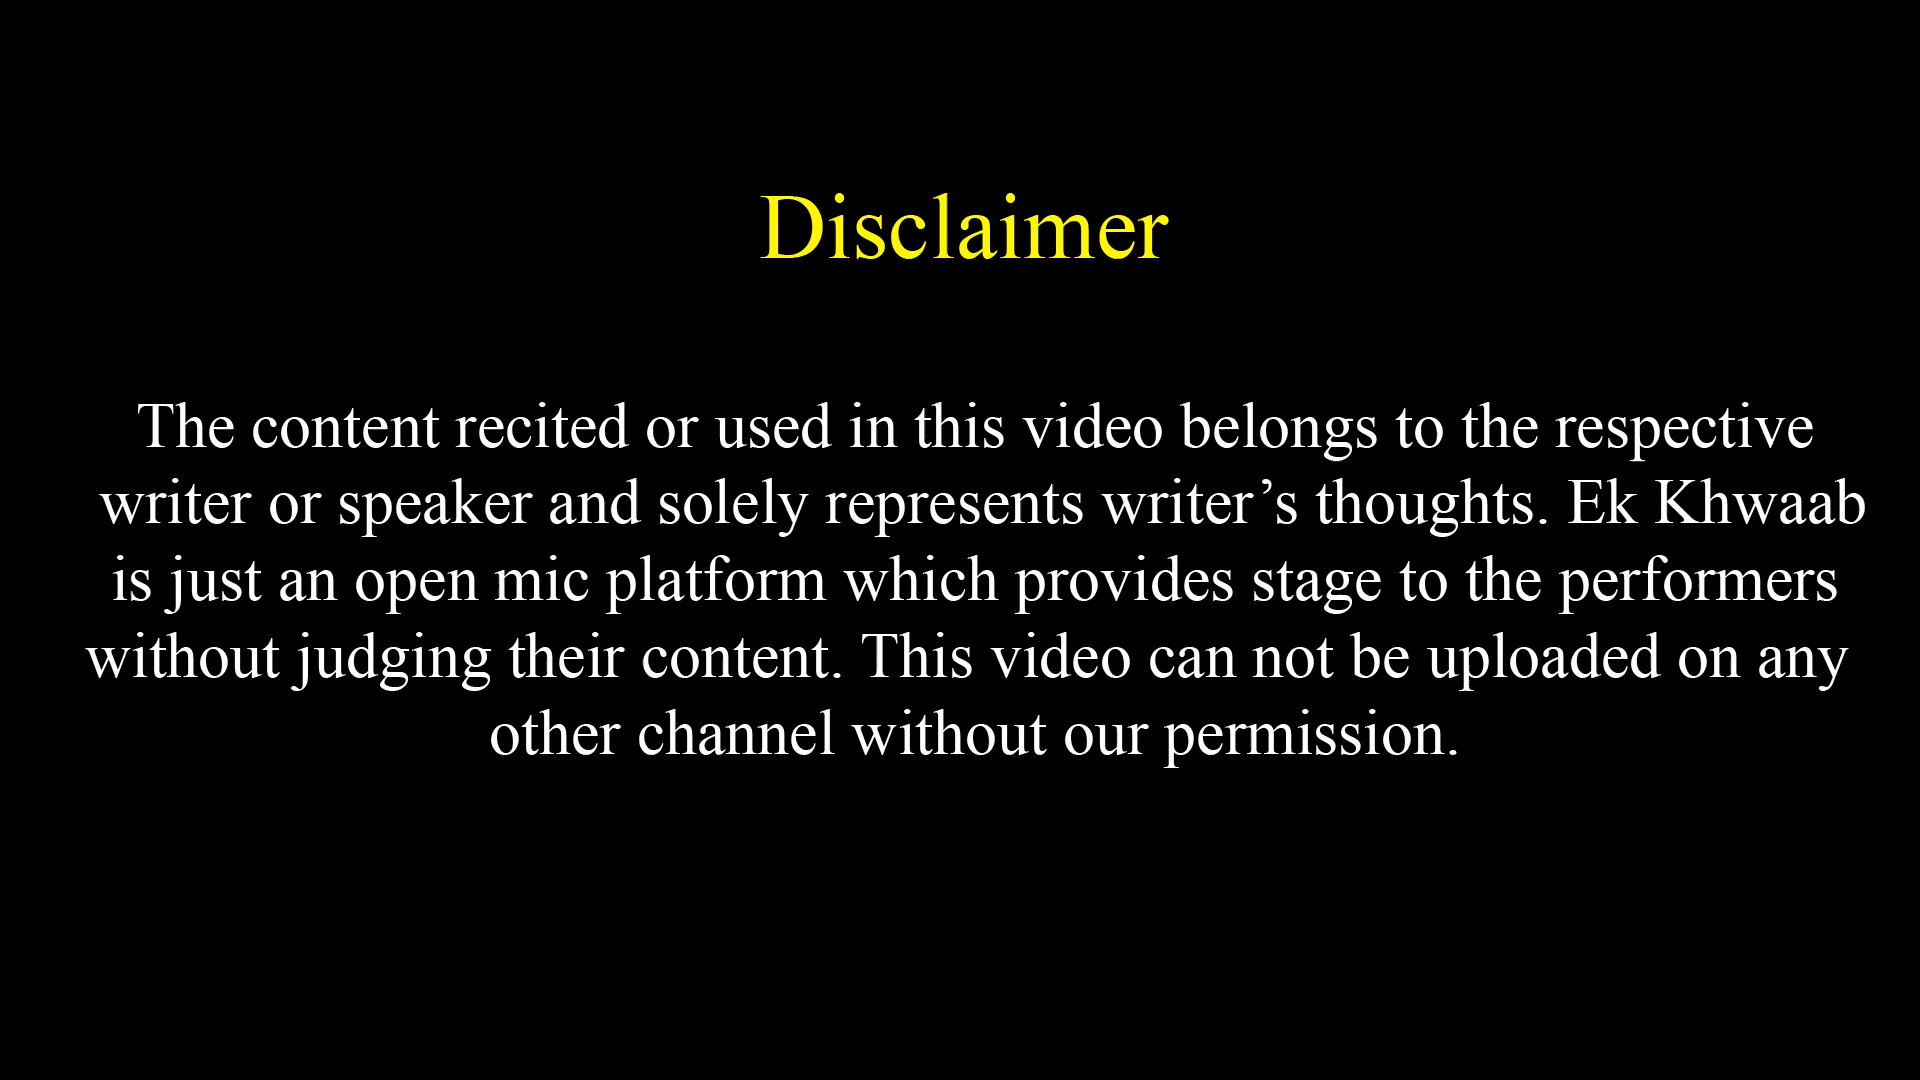 Disclaimer
The content recited or used in this video belongs to the respective
writer or speaker and solely represents writer’s thoughts. Ek Khwaab
is just an open mic platform which provides stage to the performers
without judging their content. This video can not be uploaded on any
other channel without our permission.